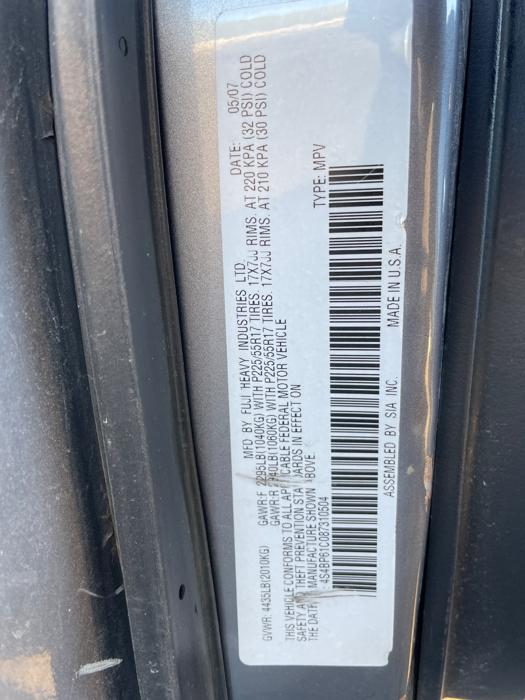 MFD BY FUJI HEAVY INDUSTRIES LTD. DATE: 05/07
GVWR: 4435LB(2010KG) GAWR:F 2295LB(1040KG) WITH P225/55R17 TIRES. 17X7JJ RIMS. AT 220 KPA (32 PSI) COLD
GAWR:R 2340LB(1060KG) WITH P225/55R17 TIRES. 17X7JJ RIMS. AT 210 KPA (30 PSI) COLD
THIS VEHICLE CONFORMS TO ALL APPLICABLE FEDERAL MOTOR VEHICLE
SAFETY AND THEFT PREVENTION STANDARDS IN EFFECT ON
THE DATE MANUFACTURE SHOWN ABOVE.
4S4BP61C087310504 TYPE: MPV
ASSEMBLED BY SIA INC. MADE IN U.S.A.